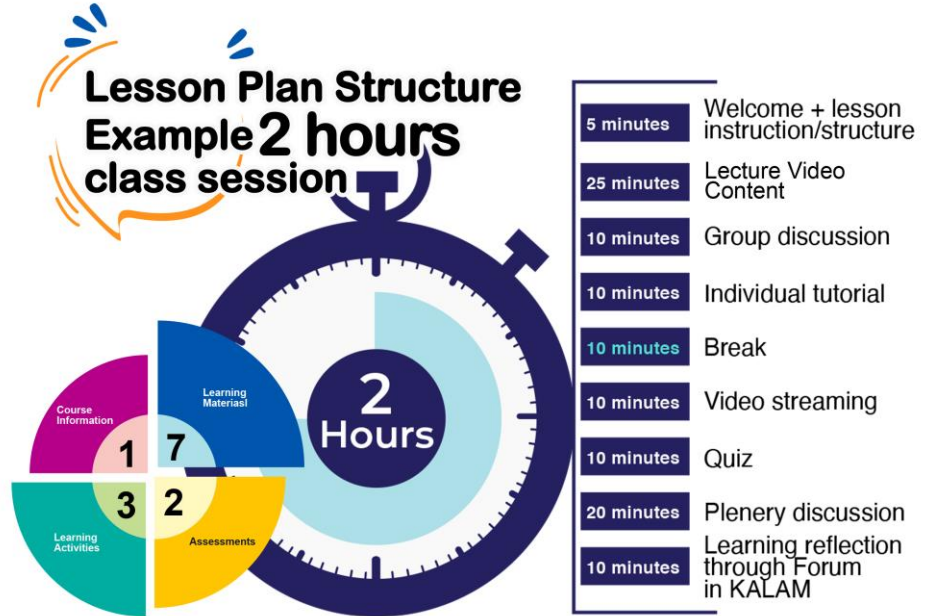 Lesson Plan Structure
Example 2 hours
class session
5 minutes
Welcome + lesson
instruction/structure
25 minutes
Lecture Video
Content
10 minutes
Group discussion
10 minutes
Individual tutorial
10 minutes
Break
10 minutes
Video streaming
10 minutes
Quiz
20 minutes
Plenery discussion
10 minutes
Learning reflection
through Forum
in KALAM
2
Hours
Course
Information
1
Learning
Materiasl
7
Learning
Activities
3
Assessments
2